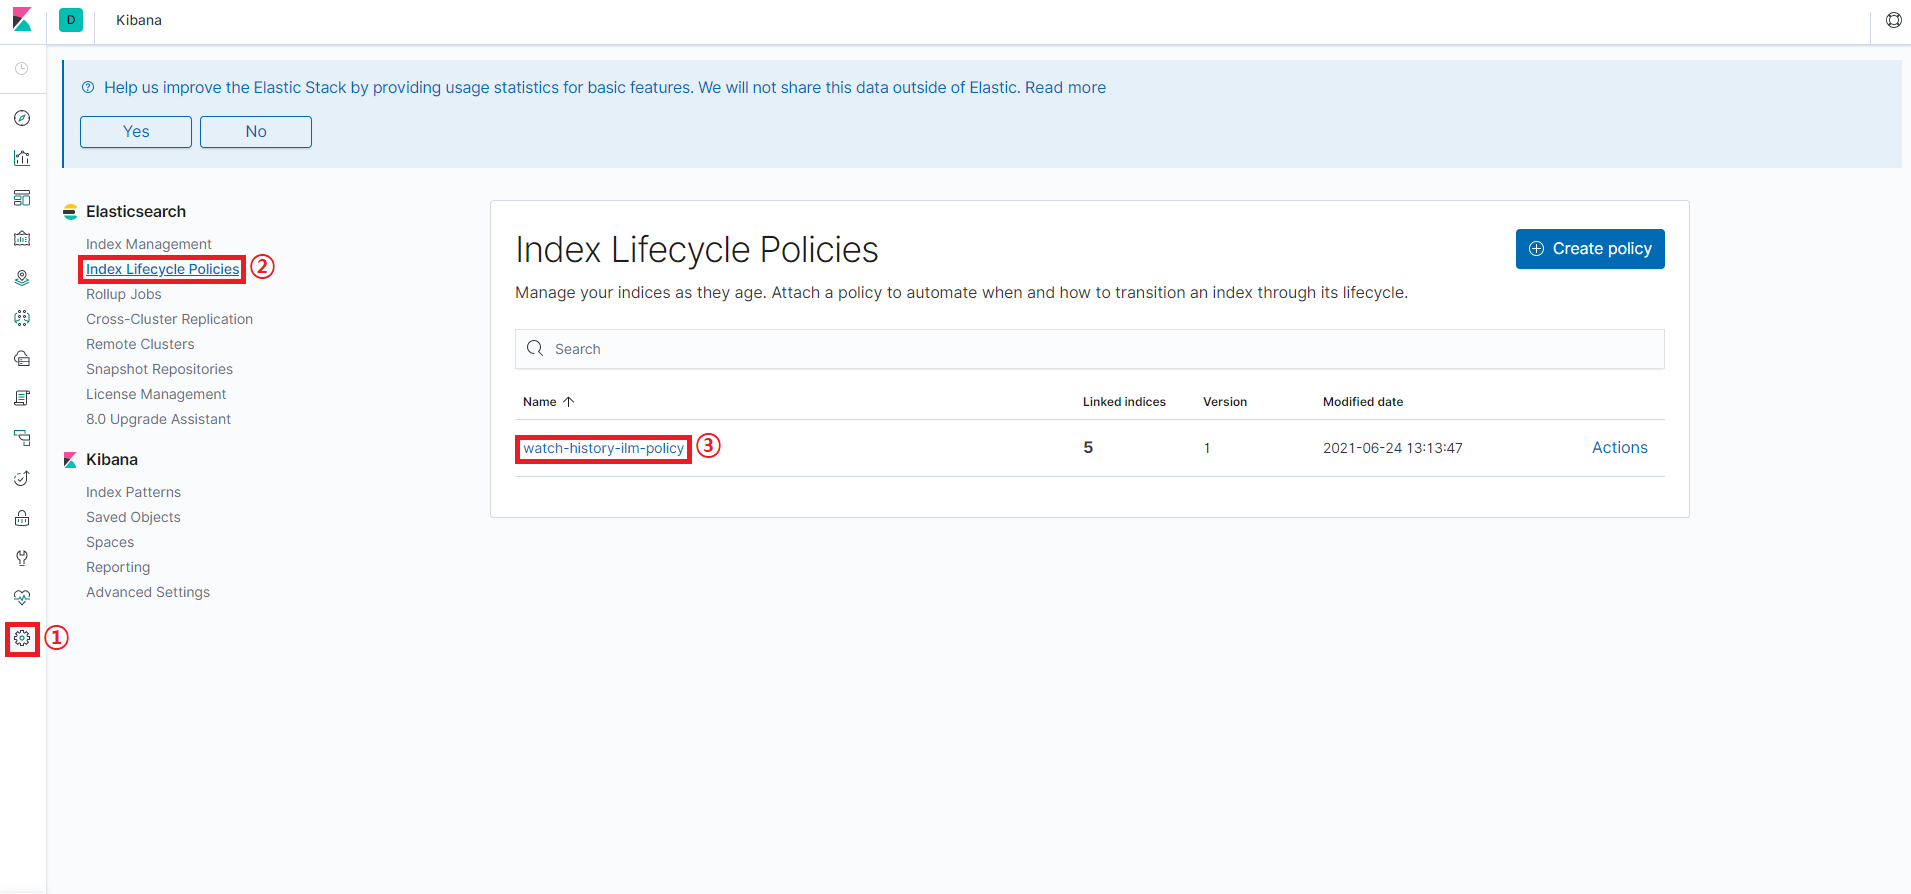 D Kibana
Help us improve the Elastic Stack by providing usage statistics for basic features. We will not share this data outside of Elastic. Read more
Yes No
Elasticsearch
Index Management
Index Lifecycle Policies ②
Rollup Jobs
Cross-Cluster Replication
Remote Clusters
Snapshot Repositories
License Management
8.0 Upgrade Assistant
Kibana
Index Patterns
Saved Objects
Spaces
Reporting
Advanced Settings
①
Index Lifecycle Policies
Create policy
Manage your indices as they age. Attach a policy to automate when and how to transition an index through its lifecycle.
Search
Name Linked indices Version Modified date
watch-history-ilm-policy ③ 5 1 2021-06-24 13:13:47 Actions